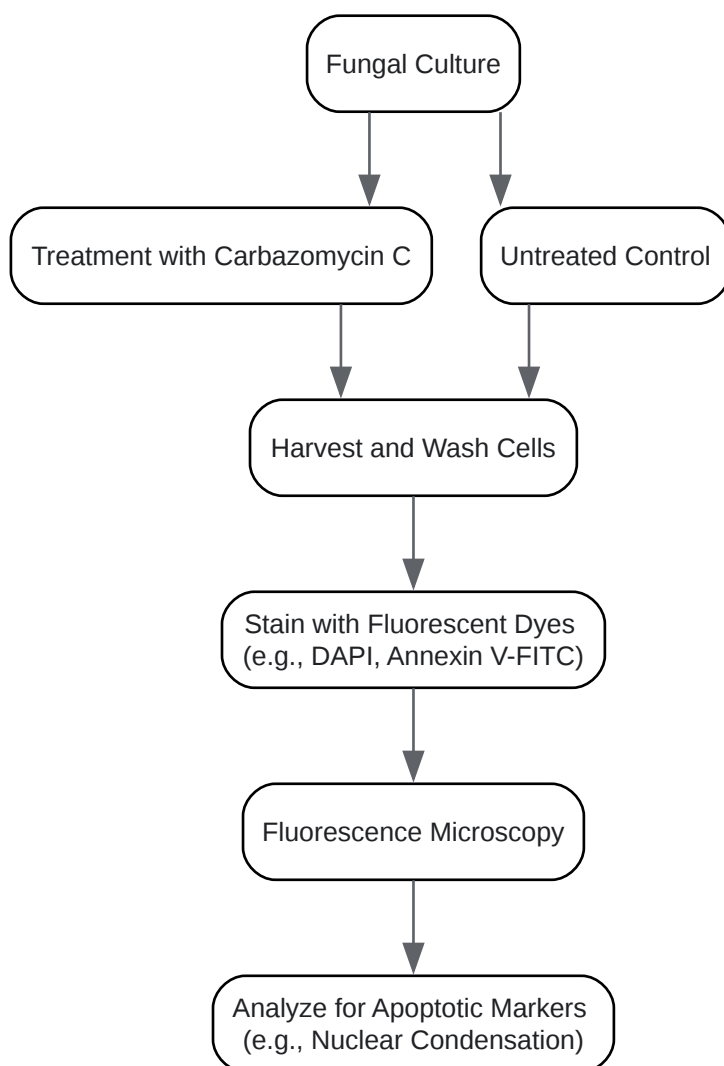 Fungal Culture
Treatment with Carbazomycin C
Untreated Control
Harvest and Wash Cells
Stain with Fluorescent Dyes
(e.g., DAPI, Annexin V-FITC)
Fluorescence Microscopy
Analyze for Apoptotic Markers
(e.g., Nuclear Condensation)